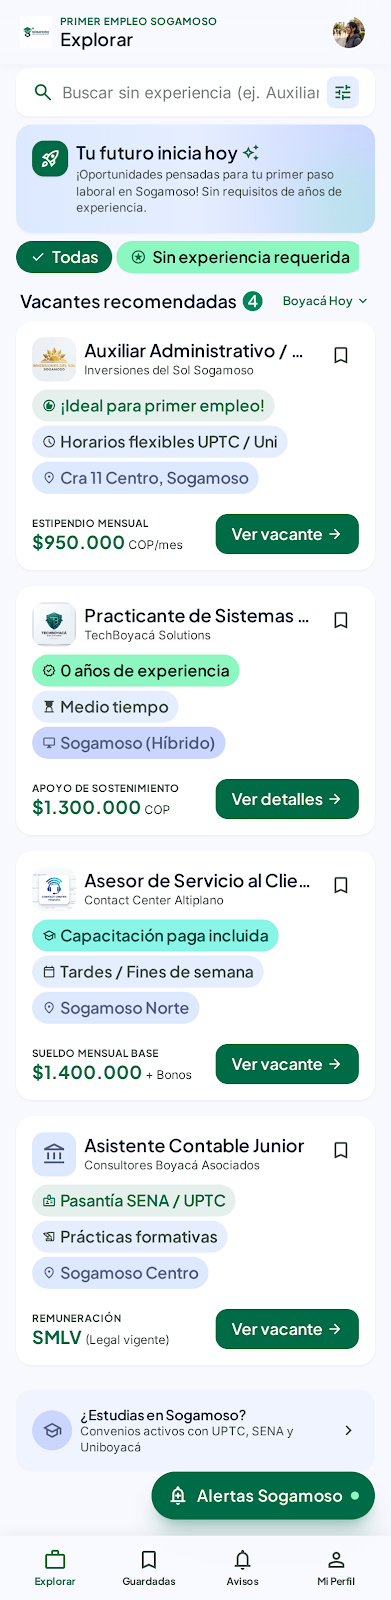 PRIMER EMPLEO SOGAMOSO
Explorar
Buscar sin experiencia (ej. Auxiliar
Tu futuro inicia hoy
¡Oportunidades pensadas para tu primer paso
laboral en Sogamoso! Sin requisitos de años de
experiencia.
Todas
Sin experiencia requerida
Vacantes recomendadas 4
Boyacá Hoy
Auxiliar Administrativo / ...
Inversiones del Sol Sogamoso
¡Ideal para primer empleo!
Horarios flexibles UPTC / Uni
Cra 11 Centro, Sogamoso
ESTIPENDIO MENSUAL
$950.000 COP/mes
Ver vacante
TECHBOYACÁ
Practicante de Sistemas ...
TechBoyacá Solutions
0 años de experiencia
Medio tiempo
Sogamoso (Híbrido)
APOYO DE SOSTENIMIENTO
$1.300.000 COP
Ver detalles
CONTACT CENTER
Asesor de Servicio al Clie...
Contact Center Altiplano
Capacitación paga incluida
Tardes / Fines de semana
Sogamoso Norte
SUELDO MENSUAL BASE
$1.400.000 + Bonos
Ver vacante
Asistente Contable Junior
Consultores Boyacá Asociados
Pasantía SENA / UPTC
Prácticas formativas
Sogamoso Centro
REMUNERACIÓN
SMLV (Legal vigente)
Ver vacante
¿Estudias en Sogamoso?
Convenios activos con UPTC, SENA y
Uniboyacá
Alertas Sogamoso
Explorar
Guardadas
Avisos
Mi Perfil